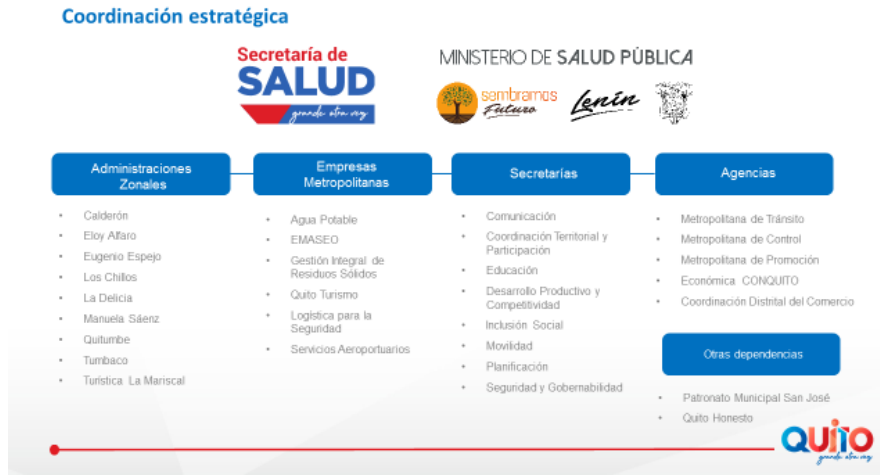 Coordinación estratégica
Secretaría de
SALUD
grande otra vez
MINISTERIO DE SALUD PÚBLICA
sembramos
Futuro
Lenín
Administraciones
Zonales
Calderón
Eloy Alfaro
Eugenio Espejo
Los Chillos
La Delicia
Manuela Sáenz
Quitumbe
Tumbaco
Turística La Mariscal
Empresas
Metropolitanas
Agua Potable
EMASEO
Gestión Integral de
Residuos Sólidos
Quito Turismo
Logística para la
Seguridad
Servicios Aeroportuarios
Secretarías
Comunicación
Coordinación Territorial y
Participación
Educación
Desarrollo Productivo y
Competitividad
Inclusión Social
Movilidad
Planificación
Seguridad y Gobernabilidad
Agencias
Metropolitana de Tránsito
Metropolitana de Control
Metropolitana de Promoción
Económica CONQUITO
Coordinación Distrital del Comercio
Otras dependencias
Patronato Municipal San José
Quito Honesto
QUITO
grande otra vez